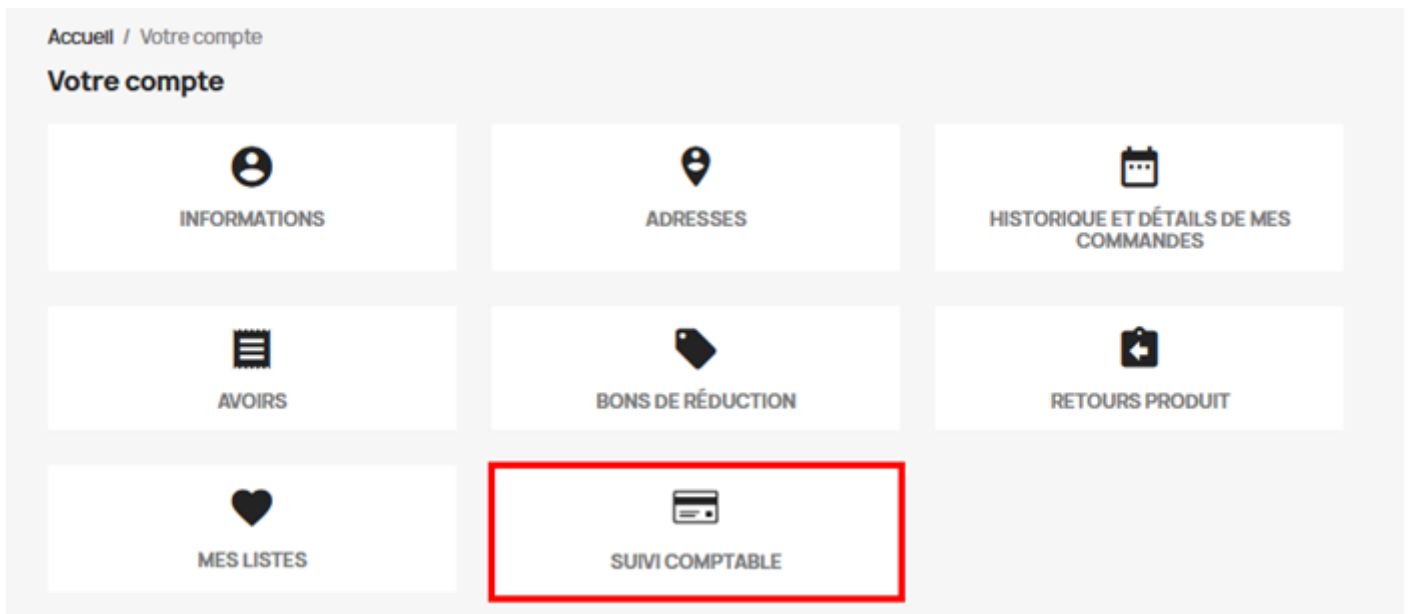 Accueil / Votre compte
Votre compte
INFORMATIONS
ADRESSES
HISTORIQUE ET DÉTAILS DE MES
COMMANDES
AVOIRS
BONS DE RÉDUCTION
RETOURS PRODUIT
MES LISTES
SUIVI COMPTABLE